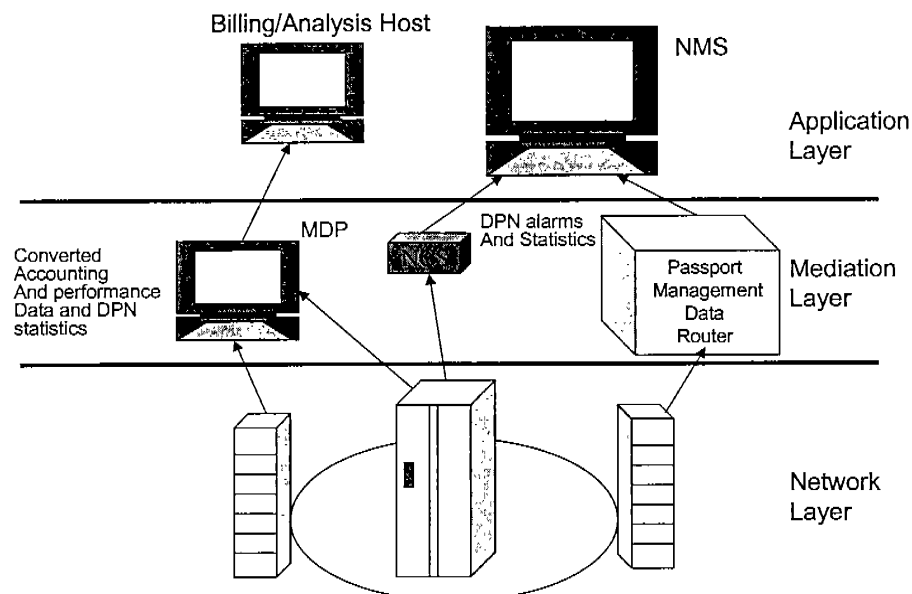 Billing/Analysis Host
NMS
Application
Layer
MDP
DPN alarms
And Statistics
NCS
Converted
Accounting
And performance
Data and DPN
statistics
Passport
Management
Data
Router
Mediation
Layer
Network
Layer